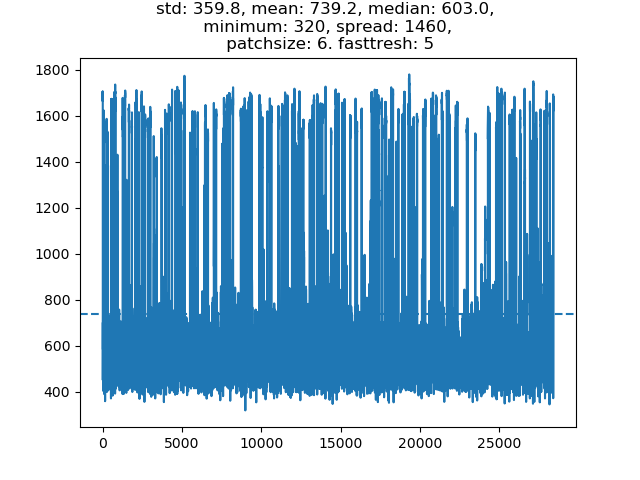 std: 359.8, mean: 739.2, median: 603.0,
minimum: 320, spread: 1460,
patchsize: 6. fasttresh: 5
1800
1600
1400
1200
1000
800
600
400
0 5000 10000 15000 20000 25000